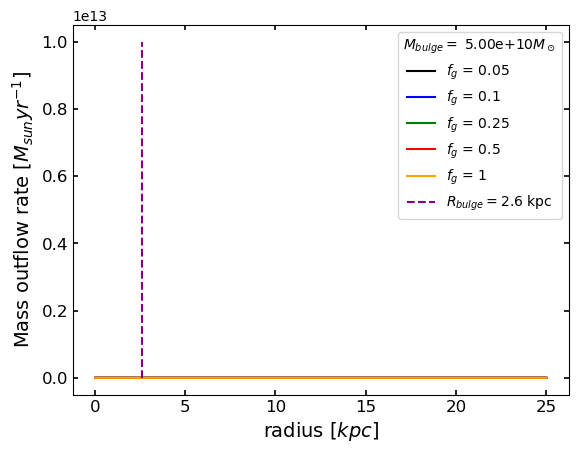 1e13
1.0
0.8
0.6
0.4
0.2
0.0
Mass outflow rate [$M_{sun}yr^{-1}$]
$M_{bulge}=$ 5.00e+10$M_\odot$
$f_g$ = 0.05
$f_g$ = 0.1
$f_g$ = 0.25
$f_g$ = 0.5
$f_g$ = 1
$R_{bulge}$ = 2.6 kpc
0 5 10 15 20 25
radius [$kpc$]